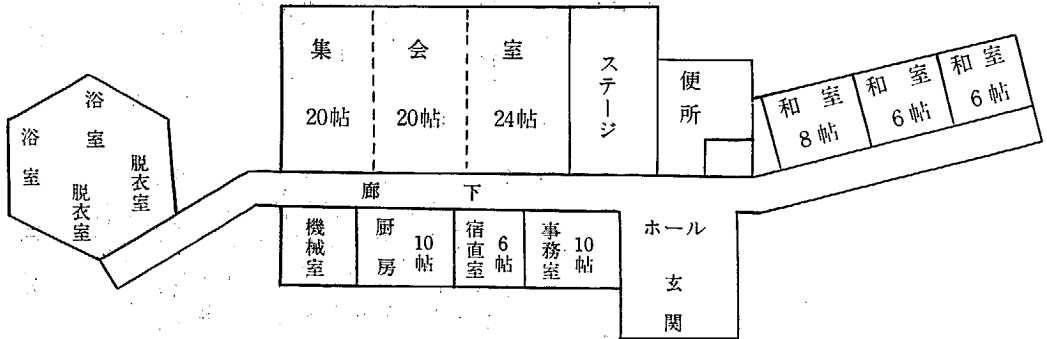 浴室
浴室
脱衣室
脱衣室
集会室
20帖
20帖
24帖
ステージ
便所
和室
8帖
和室
6帖
和室
6帖
廊下
機械室
厨房
10帖
宿直室
6帖
事務室
10帖
ホール
玄関